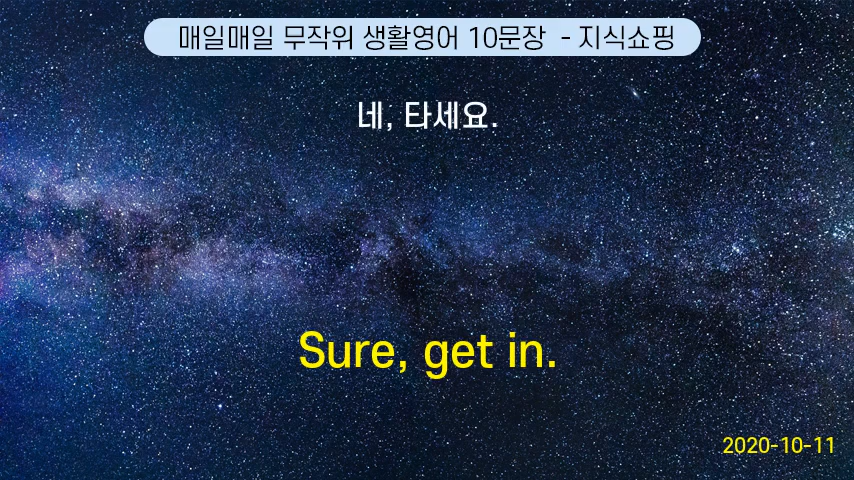 매일매일 무작위 생활영어 10문장 - 지식쇼핑
네, 타세요.
Sure, get in.
2020-10-11